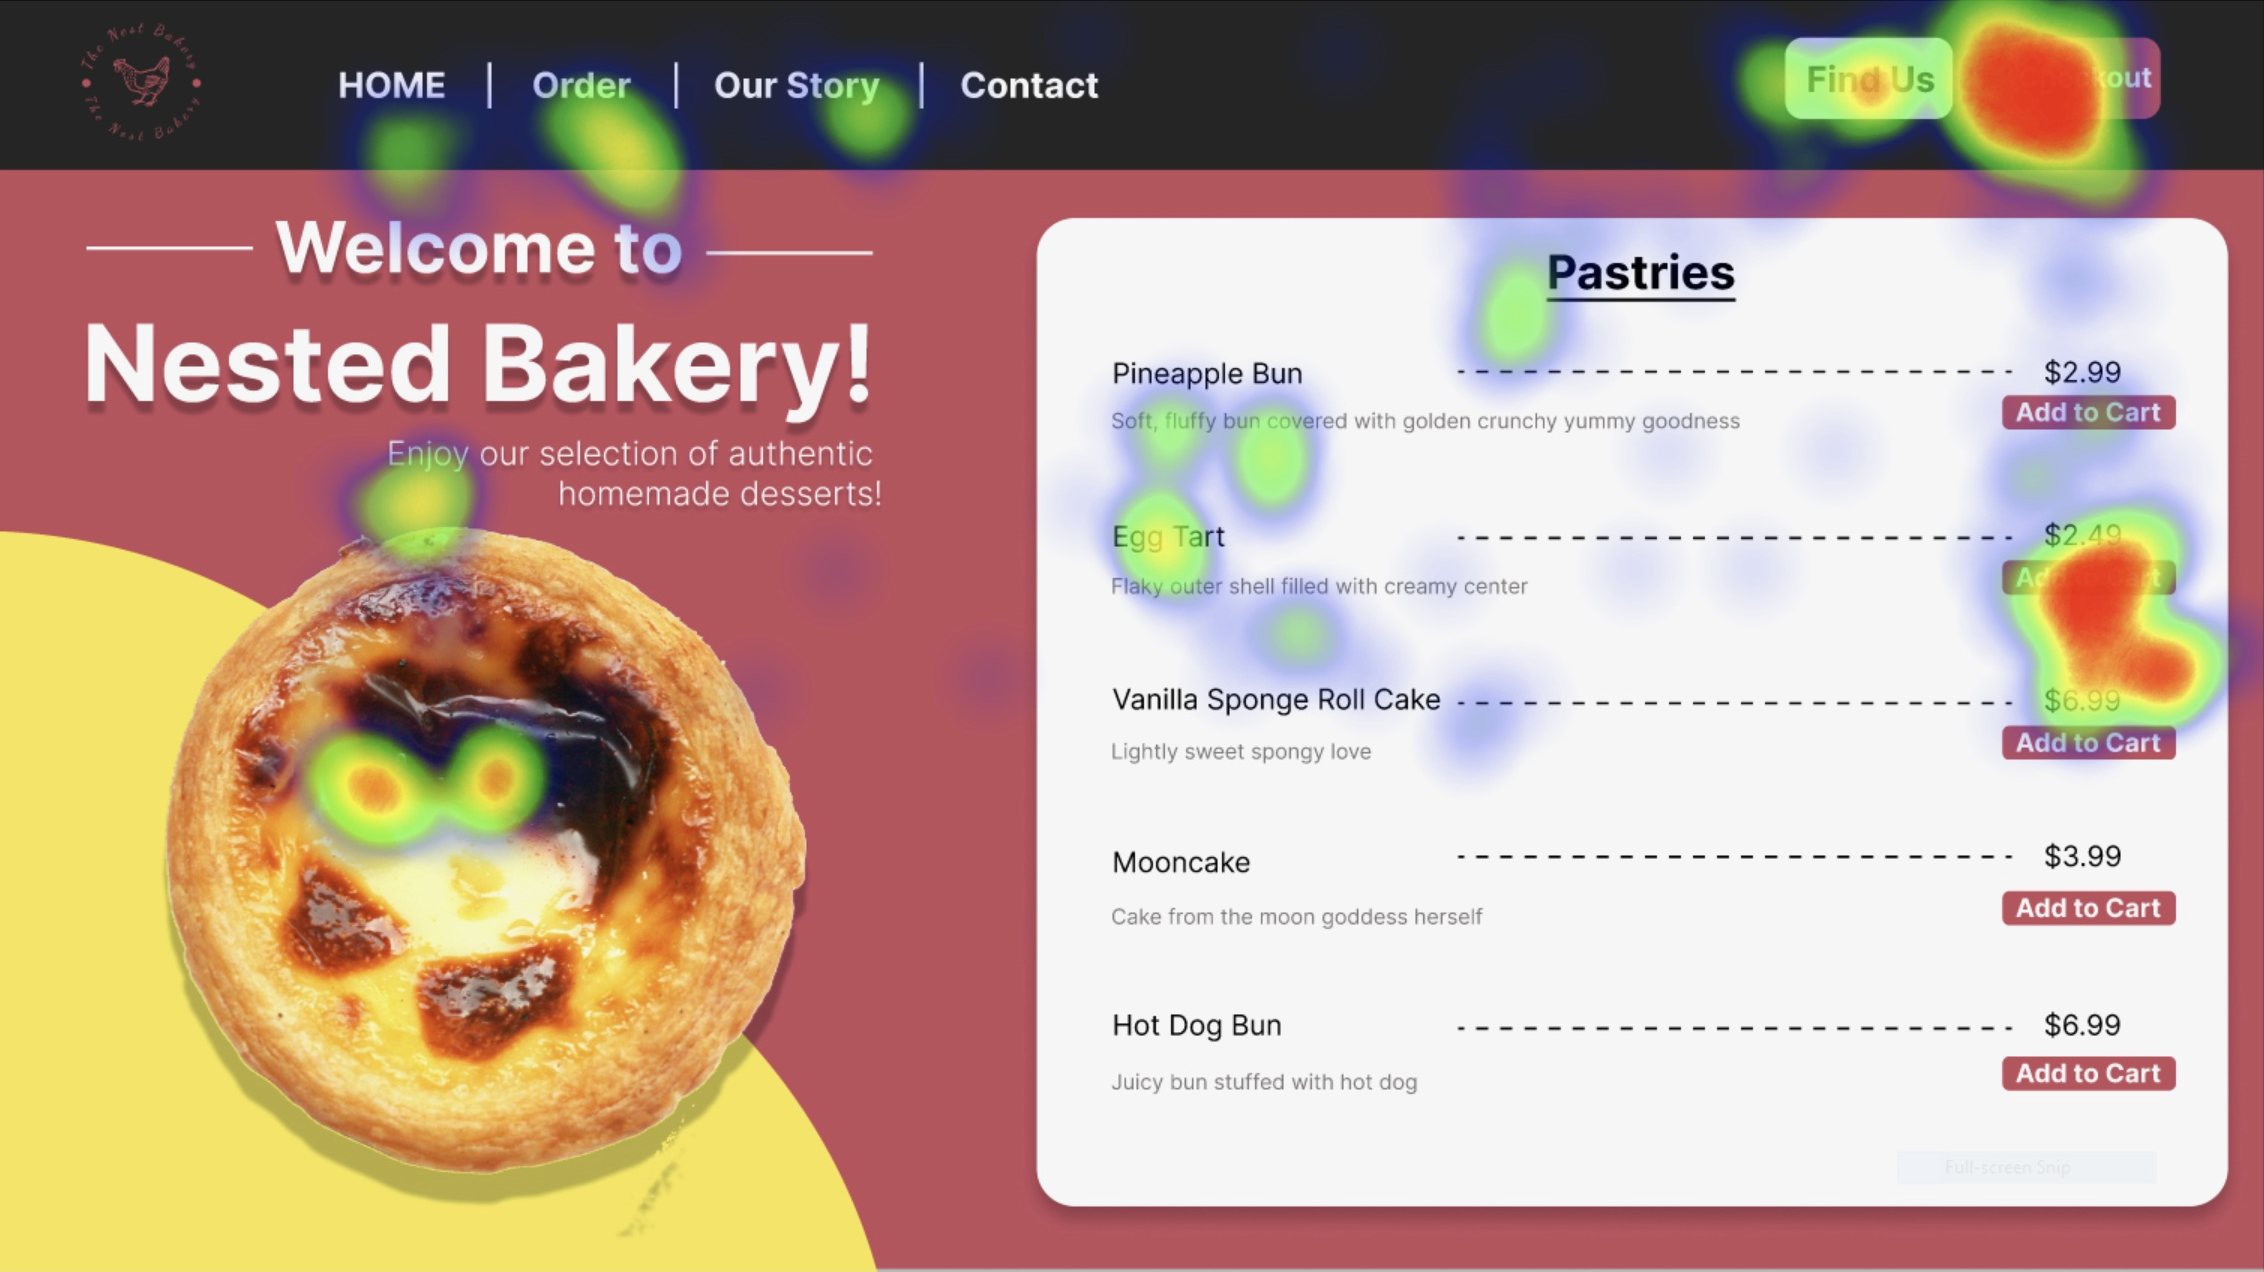 The Nest Bakery
The Nest Bakery
HOME
Order
Our Story
Contact
Find Us
Welcome to
Nested Bakery!
Enjoy our selection of authentic
homemade desserts!
Pastries
Pineapple Bun
$2.99
Soft, fluffy bun covered with golden crunchy yummy goodness
Add to Cart
Egg Tart
$2.49
Flaky outer shell filled with creamy center
Add to Cart
Vanilla Sponge Roll Cake
$6.99
Lightly sweet spongy love
Add to Cart
Mooncake
$3.99
Cake from the moon goddess herself
Add to Cart
Hot Dog Bun
$6.99
Juicy bun stuffed with hot dog
Add to Cart
Full-screen Snip